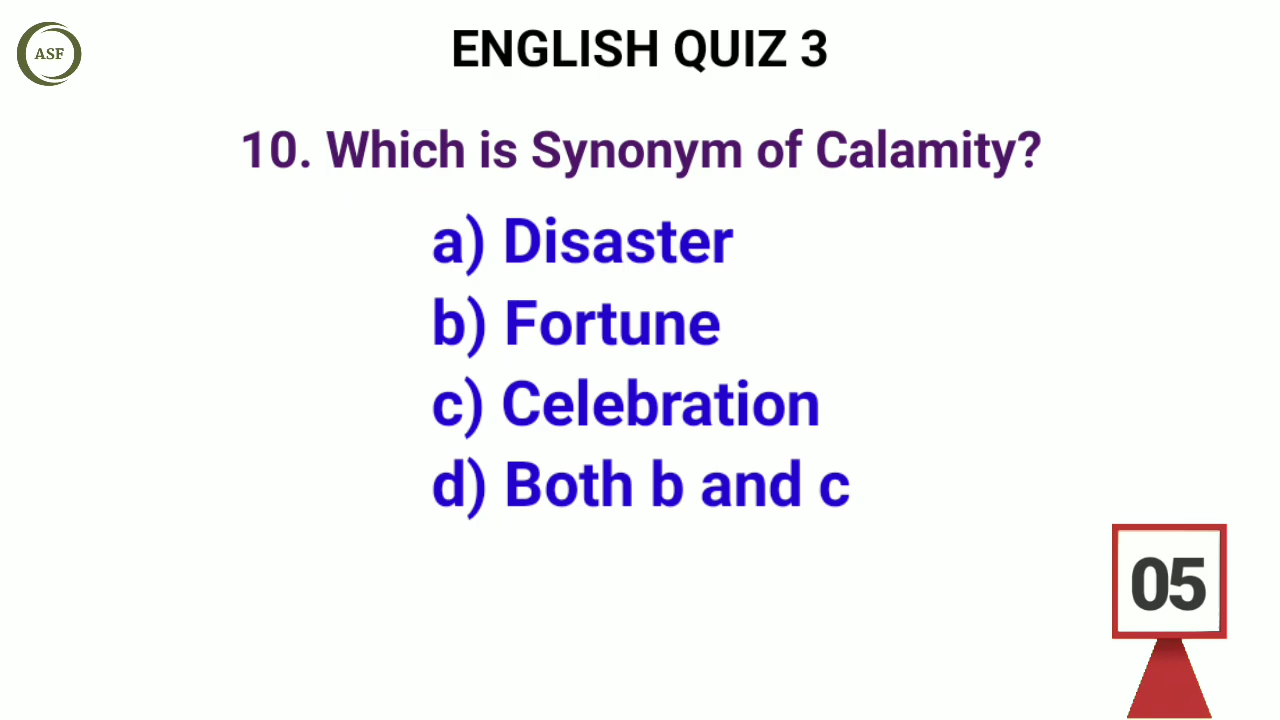 ASF
ENGLISH QUIZ 3
10. Which is Synonym of Calamity?
a) Disaster
b) Fortune
c) Celebration
d) Both b and c
05